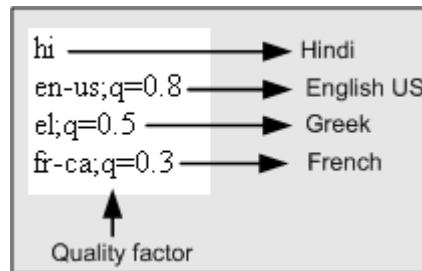 hi Hindi
en-us;q=0.8 English US
el;q=0.5 Greek
fr-ca;q=0.3 French
Quality factor